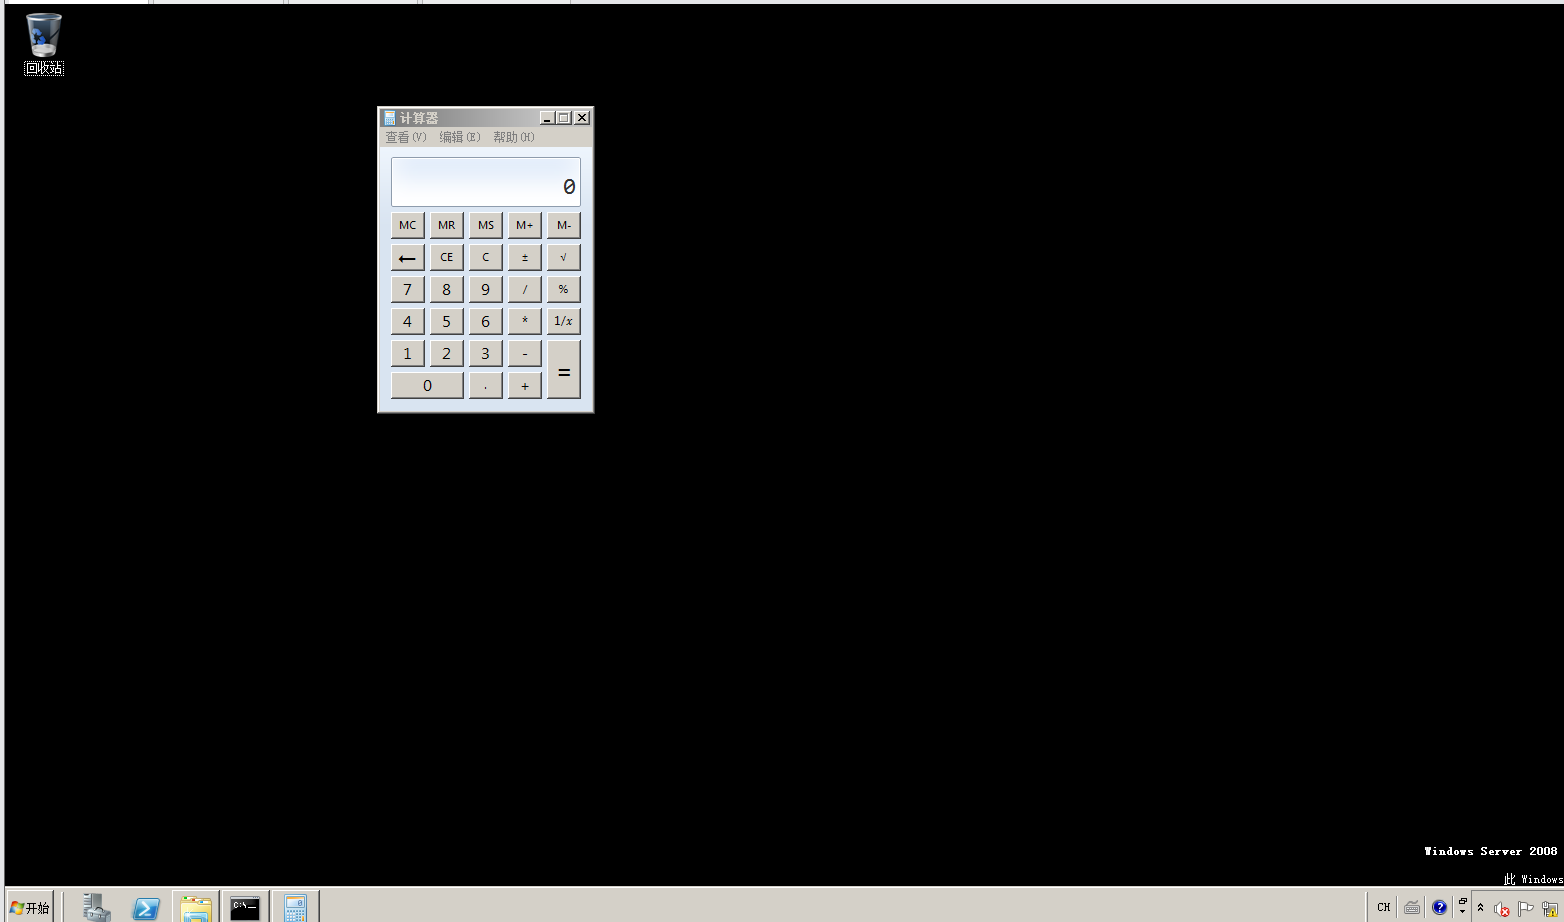 回收站
计算器
查看(V) 编辑(E) 帮助(H)
0
MC MR MS M+ M-
← CE C ± √
7 8 9 / %
4 5 6 * 1/x
1 2 3 - =
0 . +
Windows Server 2008
此 Windows
开始 C:\ CH